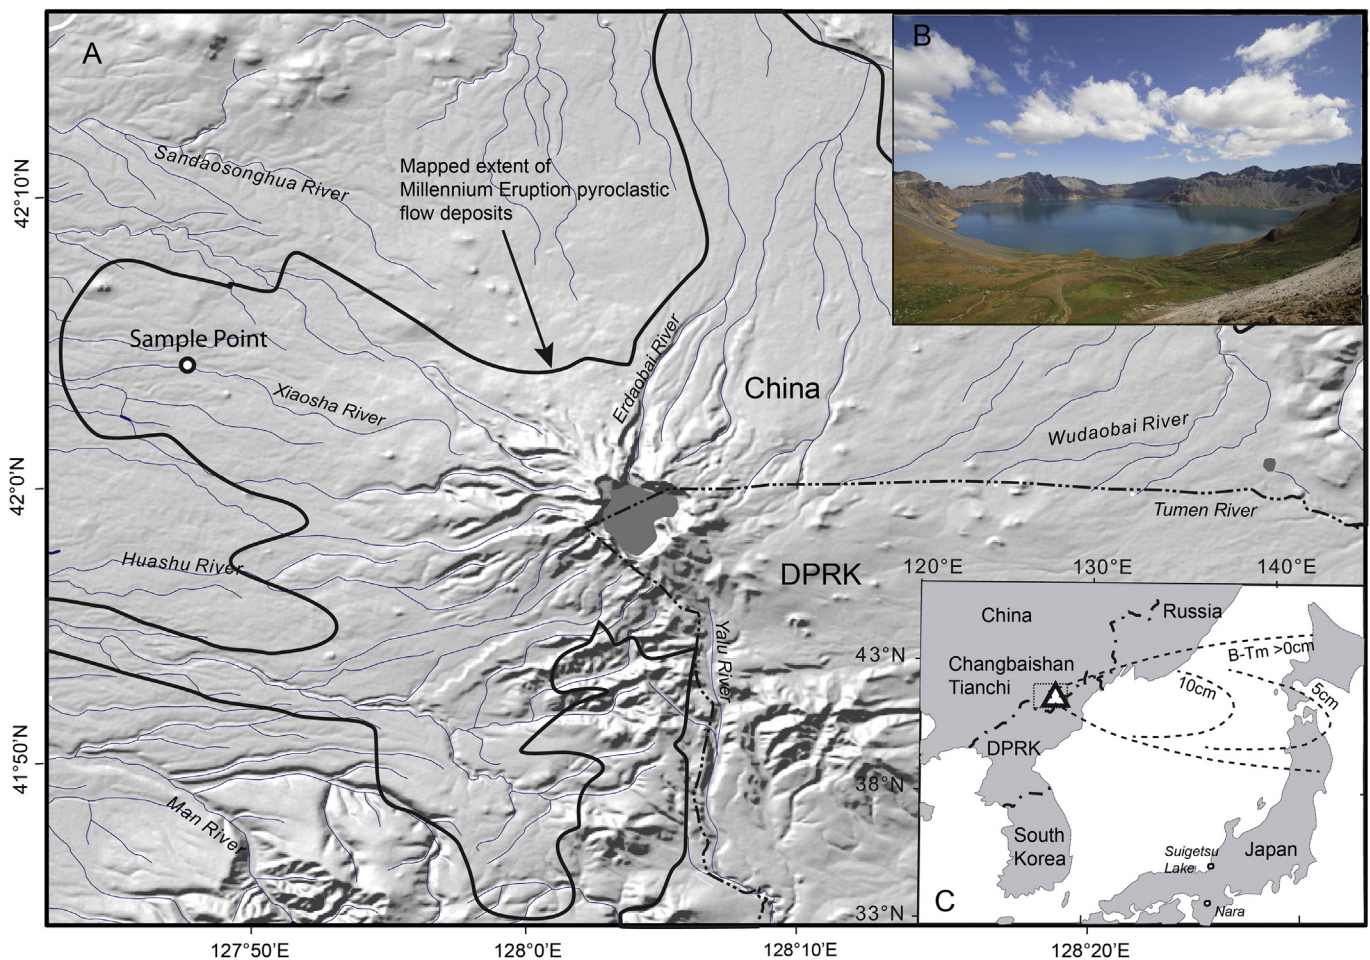 A
B
Sandaosonghua River
Mapped extent of
Millennium Eruption pyroclastic
flow deposits
42°10'N
Sample Point
Xiaosha River
Erdaobai River
China
Wudaobai River
42°0'N
Tumen River
Huashu River
DPRK
Yalu River
41°50'N
Man River
127°50'E
128°0'E
128°10'E
128°20'E
120°E
130°E
140°E
China
Russia
43°N
Changbaishan
Tianchi
B-Tm >0cm
10cm
5cm
DPRK
38°N
South
Korea
Suigetsu
Lake
Japan
Nara
33°N
C